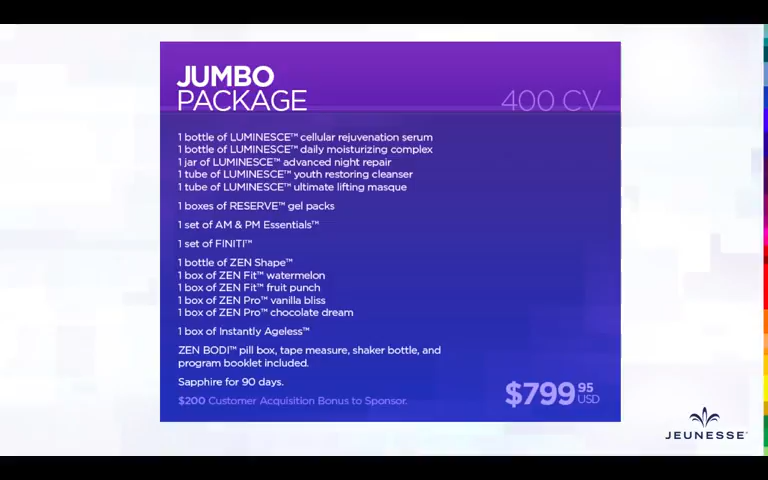 JUMBO
PACKAGE
400 CV
1 bottle of LUMINESCE™ cellular rejuvenation serum
1 bottle of LUMINESCE™ daily moisturizing complex
1 jar of LUMINESCE™ advanced night repair
1 tube of LUMINESCE™ youth restoring cleanser
1 tube of LUMINESCE™ ultimate lifting masque
1 boxes of RESERVE™ gel packs
1 set of AM & PM Essentials™
1 set of FINITI™
1 bottle of ZEN Shape™
1 box of ZEN Fit™ watermelon
1 box of ZEN Fit™ fruit punch
1 box of ZEN Pro™ vanilla bliss
1 box of ZEN Pro™ chocolate dream
1 box of Instantly Ageless™
ZEN BODI™ pill box, tape measure, shaker bottle, and
program booklet included.
Sapphire for 90 days.
$200 Customer Acquisition Bonus to Sponsor.
$799.95 USD
JEUNESSE